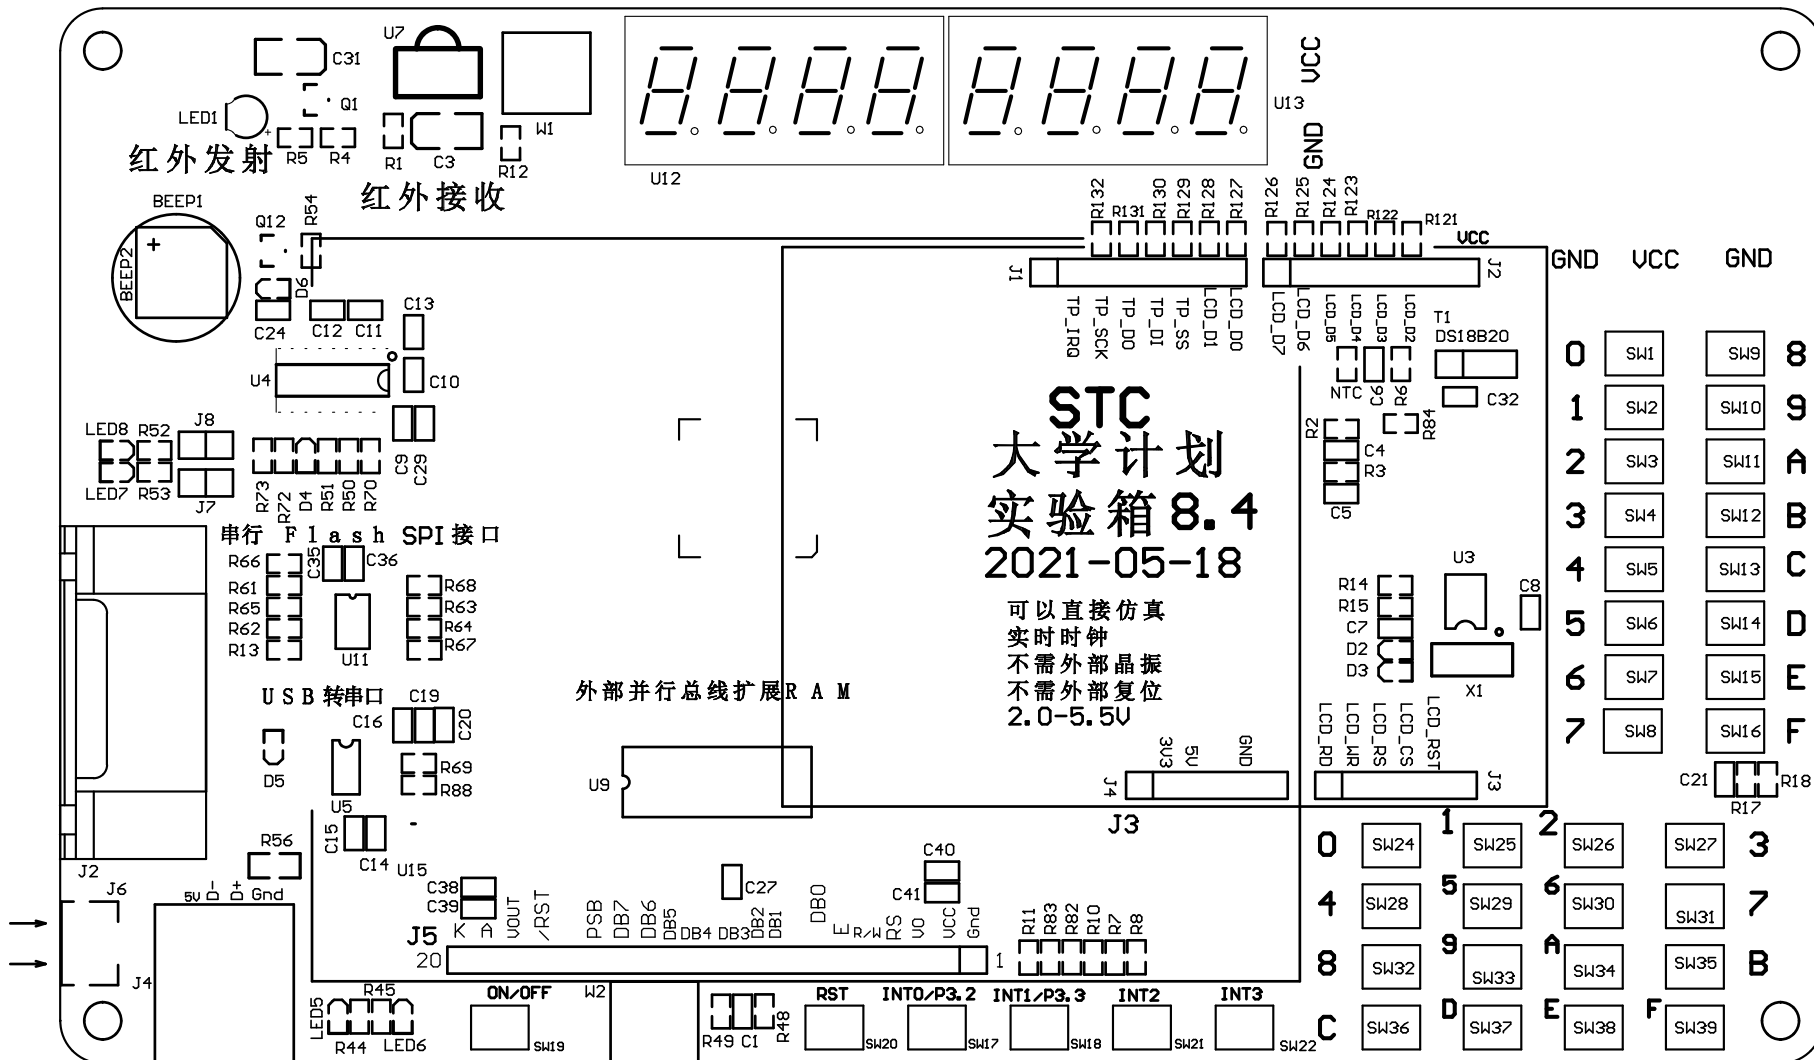 U7
C31
Q1
LED1
+
R5
R4
R1
C3
W1
R12
U12
U13
GND VCC
红外发射
红外接收
BEEP1
BEEP2
+
Q12
R54
D6
C24
C12
C11
C13
C10
U4
R132
R131
R130
R129
R128
R127
R126
R125
R124
R123
R122
R121
VCC
J1
J2
TP_IRQ
TP_SCK
TP_DO
TP_DI
TP_SS
LCD_D1
LCD_D0
LCD_D7
LCD_D6
LCD_D5
LCD_D4
LCD_D3
LCD_D2
T1
DS18B20
NTC
C6
R6
C32
R84
R2
C4
R3
C5
GND VCC GND
0 SW1 SW9 8
1 SW2 SW10 9
2 SW3 SW11 A
3 SW4 SW12 B
4 SW5 SW13 C
5 SW6 SW14 D
6 SW7 SW15 E
7 SW8 SW16 F
C21
R17
R18
LED8
R52
J8
LED7
R53
J7
R73
R72
D4
R51
R50
R70
C9
C29
串行 Flash SPI接口
R66
R61
R65
R62
R13
C35
C36
U11
R68
R63
R64
R67
STC
大学计划
实验箱8.4
2021-05-18
可以直接仿真
实时时钟
不需外部晶振
不需外部复位
2.0-5.5V
R14
R15
C7
D2
D3
U3
C8
X1
USB转串口
外部并行总线扩展RAM
C16
C19
C20
D5
U5
R69
R88
C15
C14
U15
U9
3V3
5V
GND
J4
J3
LCD_RD
LCD_WR
LCD_RS
LCD_CS
LCD_RST
J3
R56
J2
J6
5V
D-
D+
Gnd
J4
C38
C39
C27
C40
C41
K
A
VOUT
/RST
PSB
DB7
DB6
DB5
DB4
DB3
DB2
DB1
DB0
E
R/W
RS
VO
VCC
Gnd
J5
20
1
R11
R83
R82
R10
R7
R8
0 SW24 1 SW25 2 SW26 SW27 3
4 SW28 5 SW29 6 SW30 SW31 7
8 SW32 9 SW33 A SW34 SW35 B
C SW36 D SW37 E SW38 F SW39
LED5
R45
R44
LED6
ON/OFF
SW19
W2
R49
C1
R48
RST
SW20
INT0/P3.2
SW17
INT1/P3.3
SW18
INT2
SW21
INT3
SW22